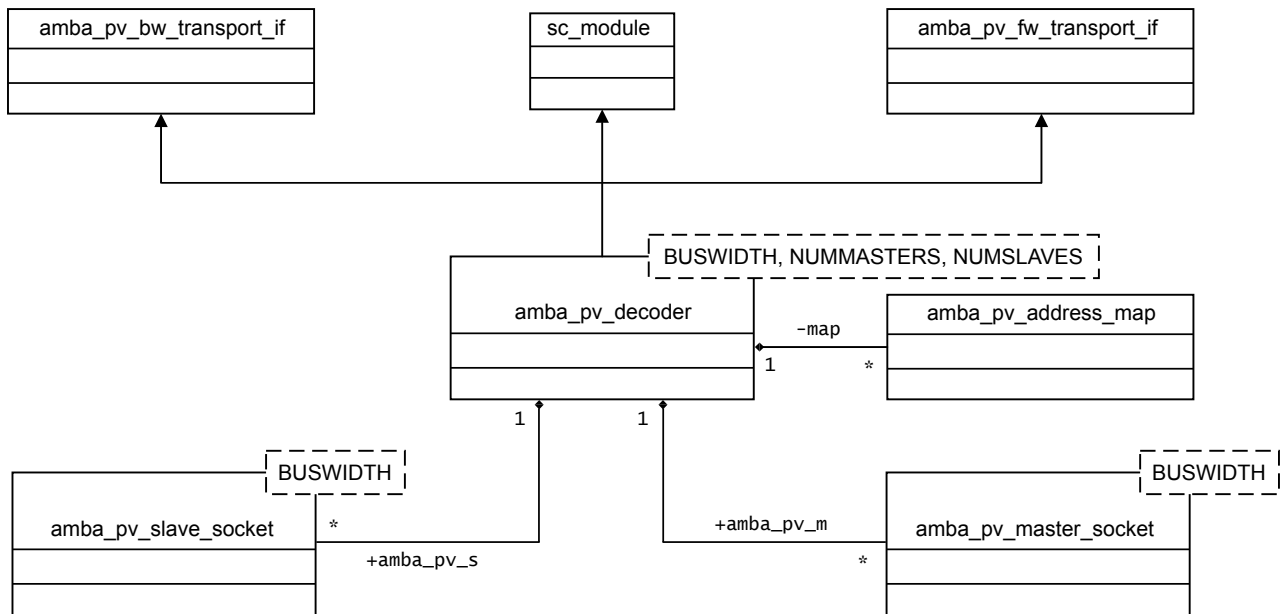 amba_pv_bw_transport_if
sc_module
amba_pv_fw_transport_if
BUSWIDTH, NUMMASTERS, NUMSLAVES
amba_pv_decoder
amba_pv_address_map
-map
1
*
1
1
BUSWIDTH
BUSWIDTH
amba_pv_slave_socket
*
+amba_pv_s
+amba_pv_m
*
amba_pv_master_socket